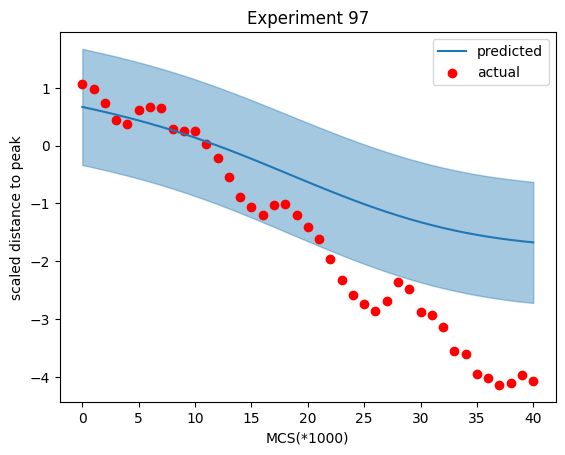 Experiment 97
predicted
actual
scaled distance to peak
1
0
−1
−2
−3
−4
0 5 10 15 20 25 30 35 40
MCS(*1000)